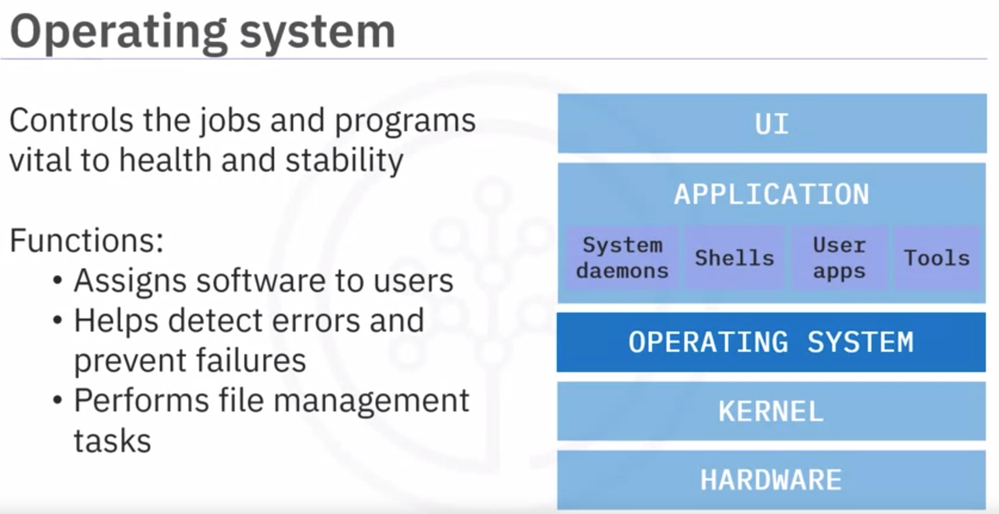 Operating system
Controls the jobs and programs
vital to health and stability
Functions:
• Assigns software to users
• Helps detect errors and
prevent failures
• Performs file management
tasks
UI
APPLICATION
System
daemons
Shells
User
apps
Tools
OPERATING SYSTEM
KERNEL
HARDWARE